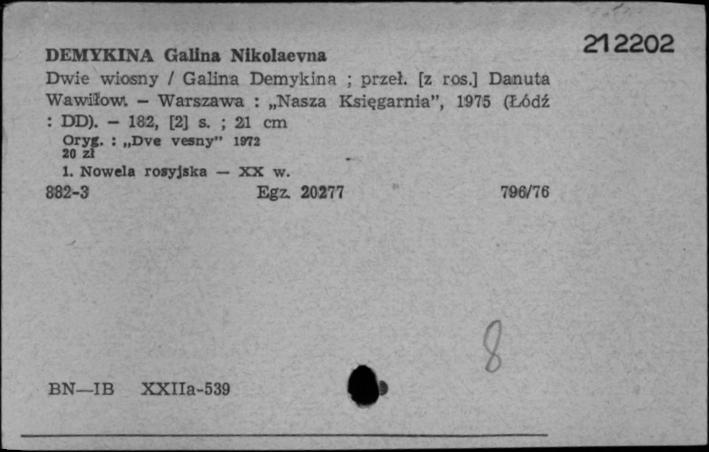 212202
DEMYKINA Galina Nikolaevna
Dwie wiosny / Galina Demykina ; przeł. [z ros.] Danuta
Wawiłow. — Warszawa : „Nasza Księgarnia”, 1975 (Łódź
: DD). — 182, [2] s. ; 21 cm
Oryg. : „Dve vesny” 1972
20 zł
1. Nowela rosyjska — XX w.
882-3 Egz. 20277 796/76
8
BN—IB XXIIa-539